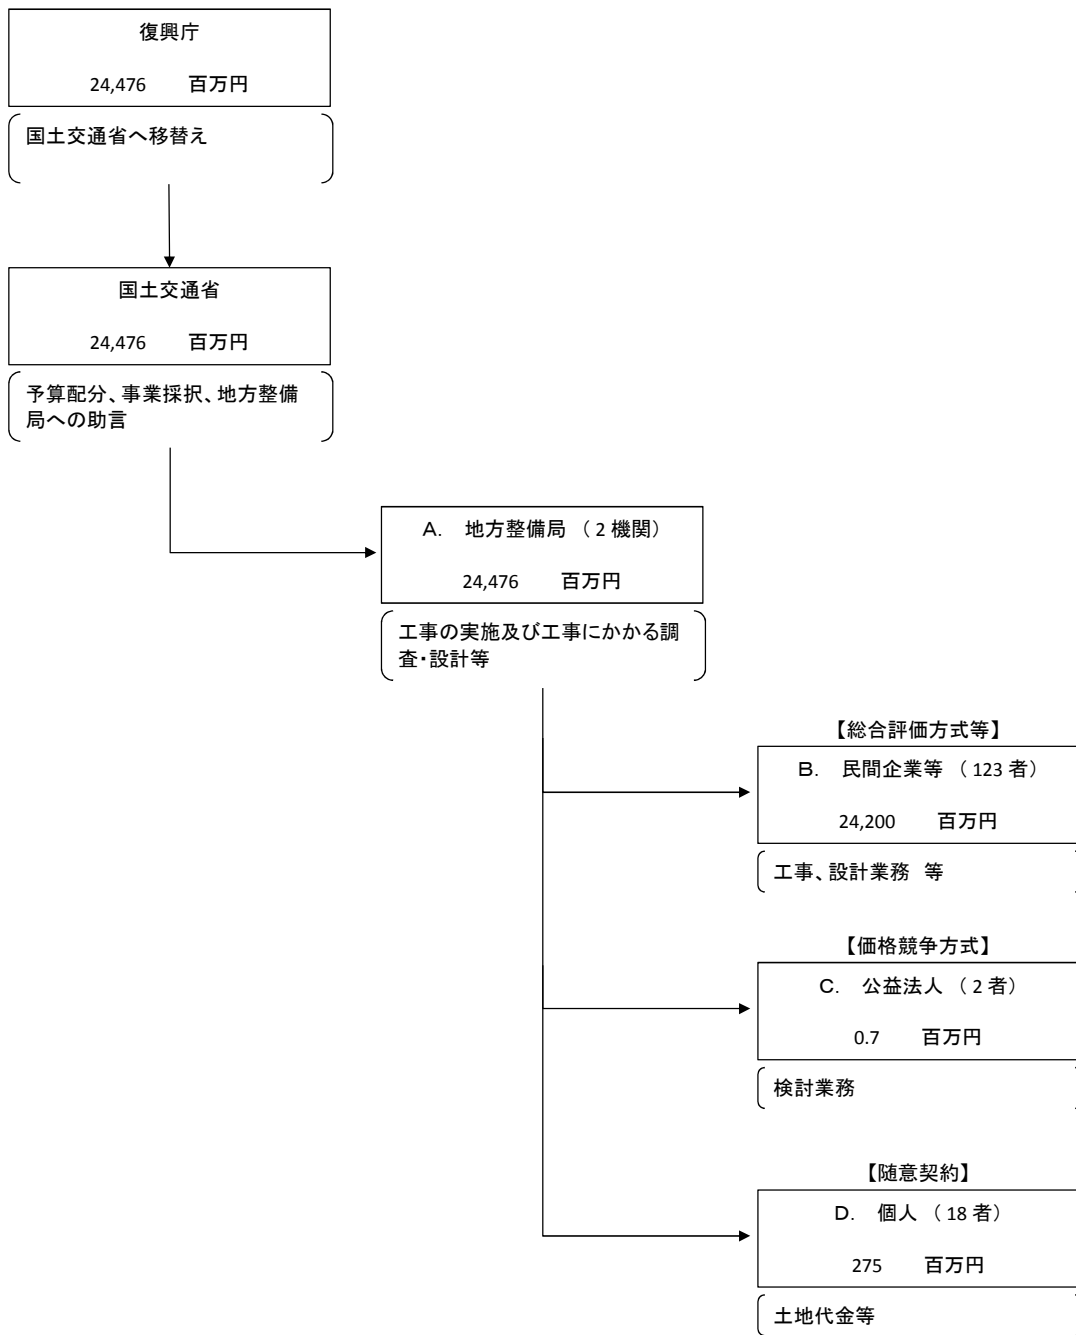 復興庁
24,476 百万円
国土交通省へ移替え
国土交通省
24,476 百万円
予算配分、事業採択、地方整備
局への助言
A. 地方整備局 （ 2 機関）
24,476 百万円
工事の実施及び工事にかかる調
査・設計等
【総合評価方式等】
B. 民間企業等 （ 123 者）
24,200 百万円
工事、設計業務 等
【価格競争方式】
C. 公益法人 （ 2 者）
0.7 百万円
検討業務
【随意契約】
D. 個人 （ 18 者）
275 百万円
土地代金等